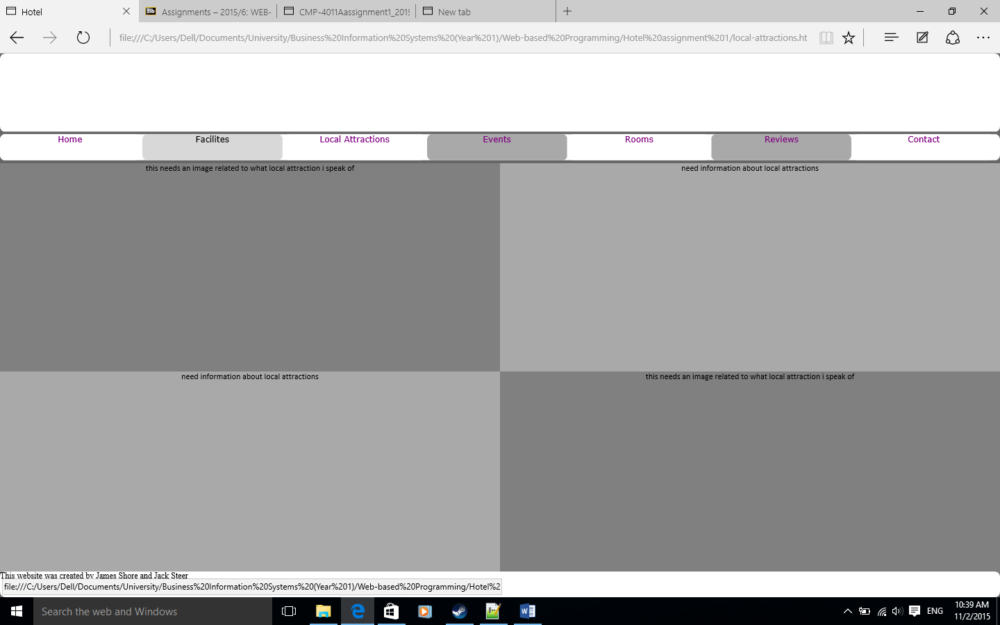 Hotel
Assignments – 2015/6: WEB-
CMP-4011Aassignment1_2015
New tab
file:///C:/Users/Dell/Documents/University/Business%20Information%20Systems%20(Year%201)/Web-based%20Programming/Hotel%20assignment%201/local-attractions.ht
Home Facilites Local Attractions Events Rooms Reviews Contact
this needs an image related to what local attraction i speak of
need information about local attractions
need information about local attractions
this needs an image related to what local attraction i speak of
This website was created by James Shore and Jack Steer
file:///C:/Users/Dell/Documents/University/Business%20Information%20Systems%20(Year%201)/Web-based%20Programming/Hotel%2
Search the web and Windows
ENG
10:39 AM
11/2/2015